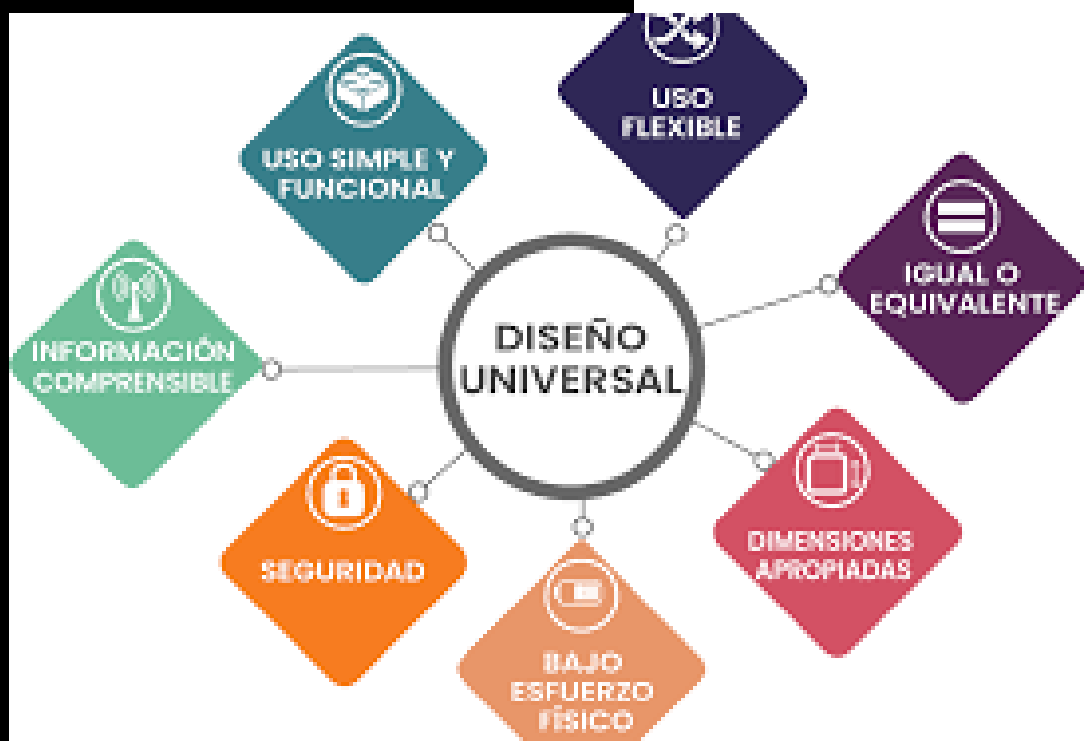 USO
FLEXIBLE
USO SIMPLE Y
FUNCIONAL
IGUAL O
EQUIVALENTE
DISEÑO
UNIVERSAL
INFORMACIÓN
COMPRENSIBLE
DIMENSIONES
APROPIADAS
SEGURIDAD
BAJO
ESFUERZO
FÍSICO